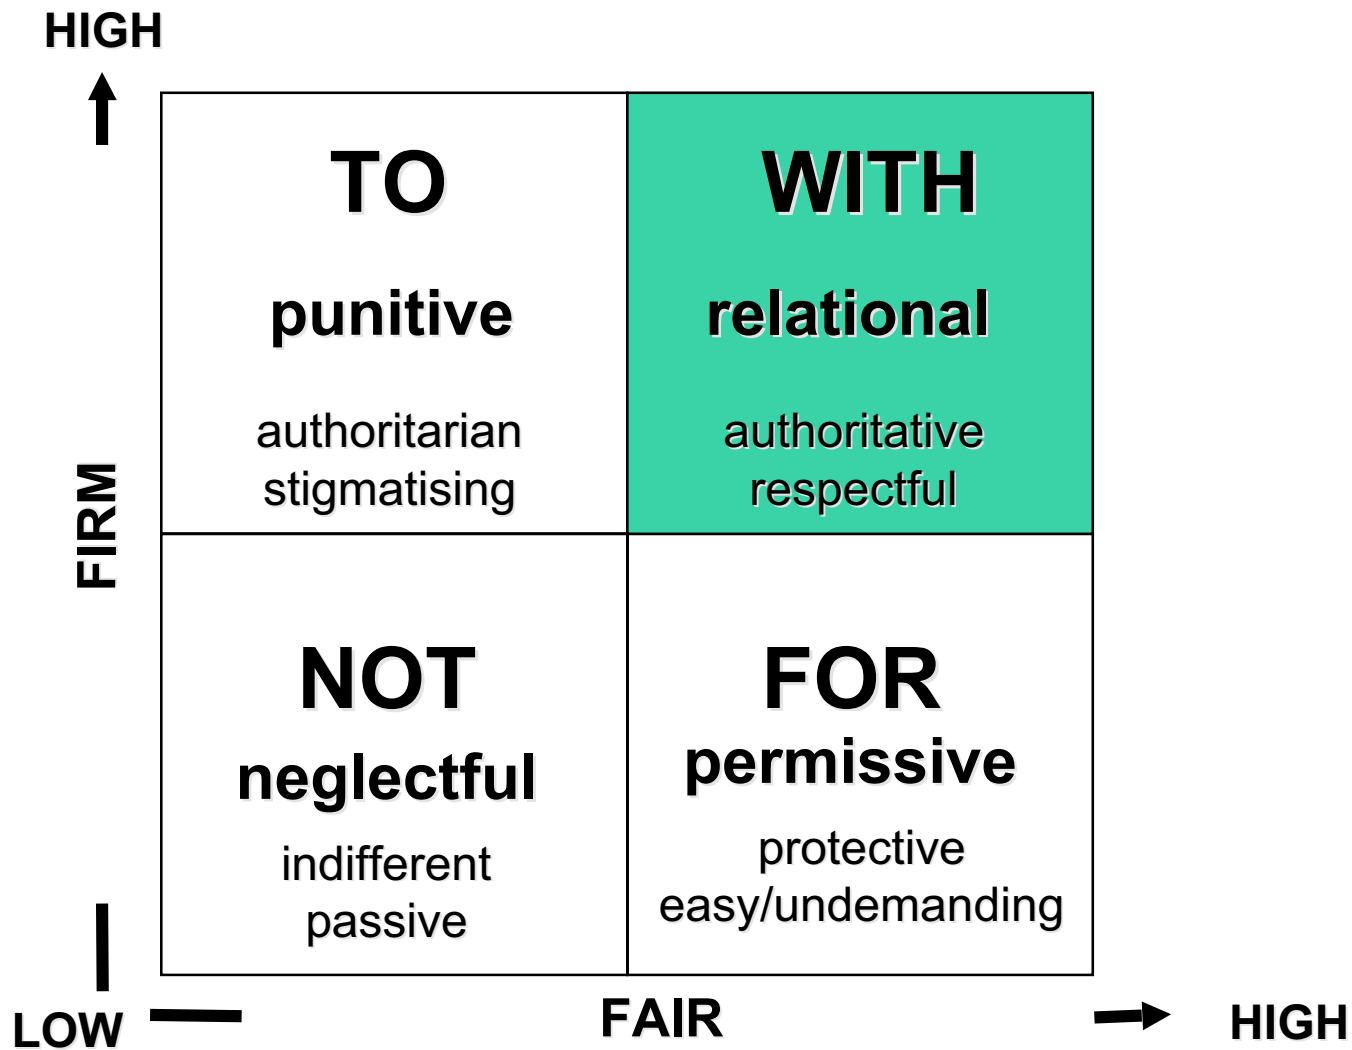 HIGH
TO
punitive
authoritarian
stigmatising
WITH
relational
authoritative
respectful
FIRM
NOT
neglectful
indifferent
passive
FOR
permissive
protective
easy/undemanding
LOW
FAIR
HIGH